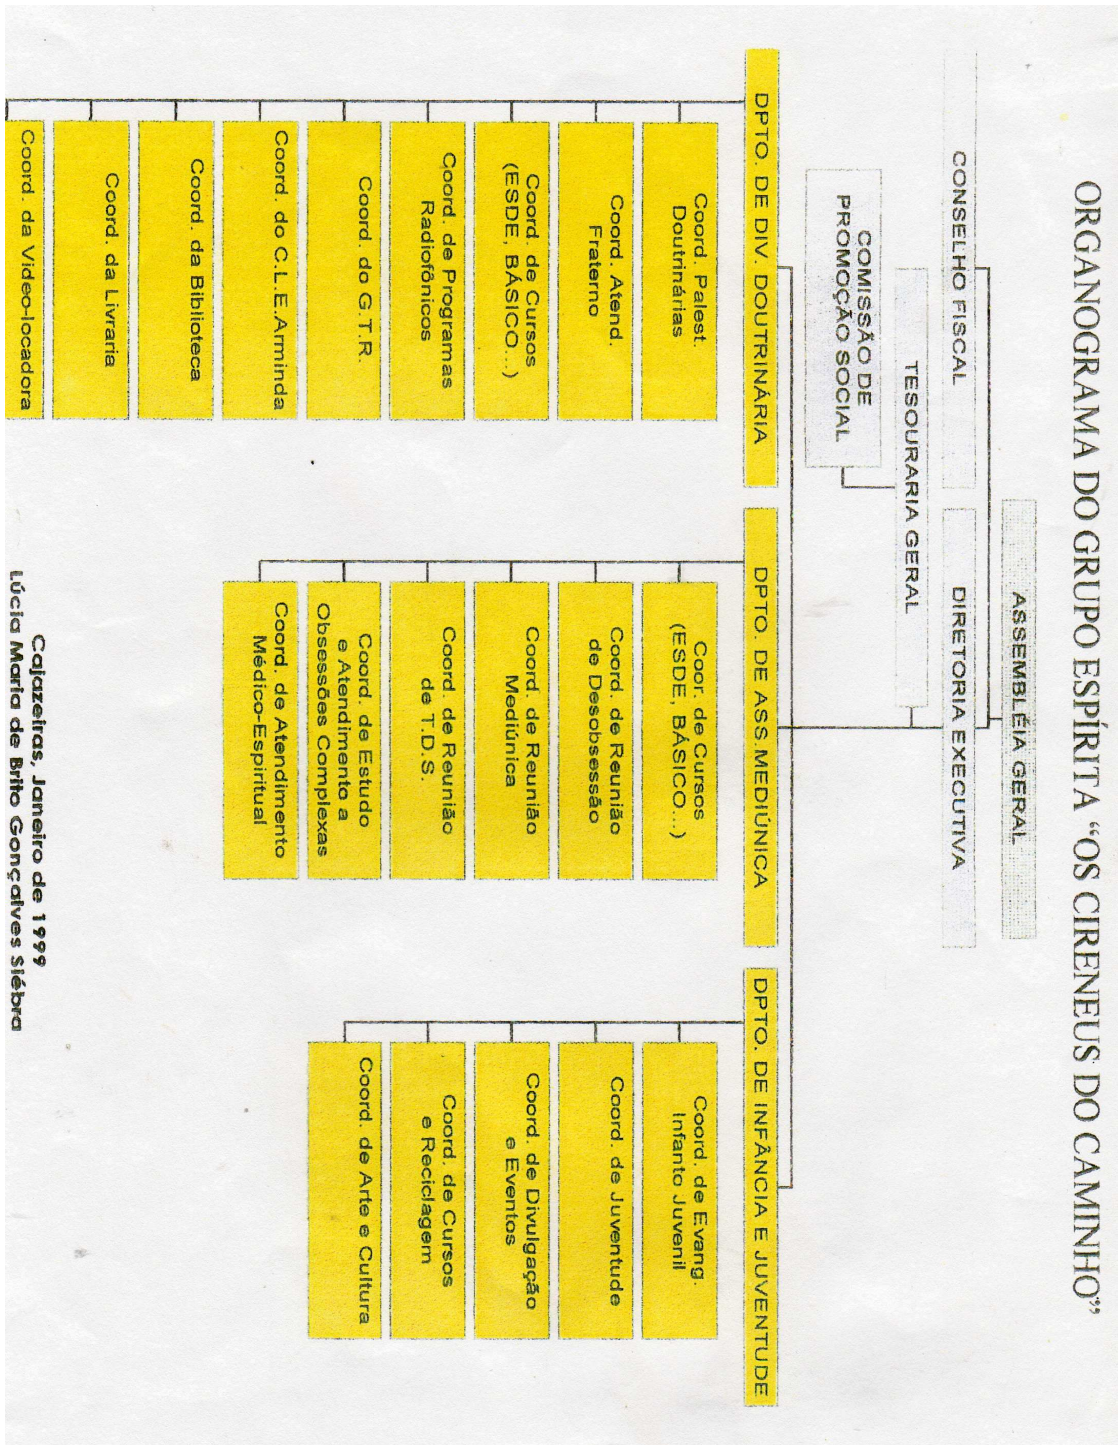 ORGANOGRAMA DO GRUPO ESPÍRITA “OS CIRENEUS DO CAMINHO”
ASSEMBLÉIA GERAL
CONSELHO FISCAL
DIRETORIA EXECUTIVA
TESOURARIA GERAL
COMISSÃO DE
PROMOÇÃO SOCIAL
DPTO. DE DIV. DOUTRINÁRIA
Coord. Palest.
Doutrinárias
Coord. Atend.
Fraterno
Coord. de Cursos
(ESDE, BÁSICO...)
Coord. de Programas
Radiofônicos
Coord. do G.T.R.
Coord. do C.L.E.Arminda
Coord. da Biblioteca
Coord. da Livraria
Coord. da Video-locadora
DPTO. DE ASS.MEDIÚNICA
Coor. de Cursos
(ESDE, BÁSICO...)
Coord. de Reunião
de Desobsessão
Coord. de Reunião
Mediúnica
Coord. de Reunião
de T.D.S.
Coord. de Estudo
e Atendimento a
Obsessões Complexas
Coord. de Atendimento
Médico-Espiritual
DPTO. DE INFÂNCIA E JUVENTUDE
Coord. de Evang.
Infanto Juvenil
Coord. de Juventude
Coord. de Divulgação
e Eventos
Coord. de Cursos
e Reciclagem
Coord. de Arte e Cultura
Cajazeiras, Janeiro de 1999
Lúcia Maria de Brito Gonçalves Siébra